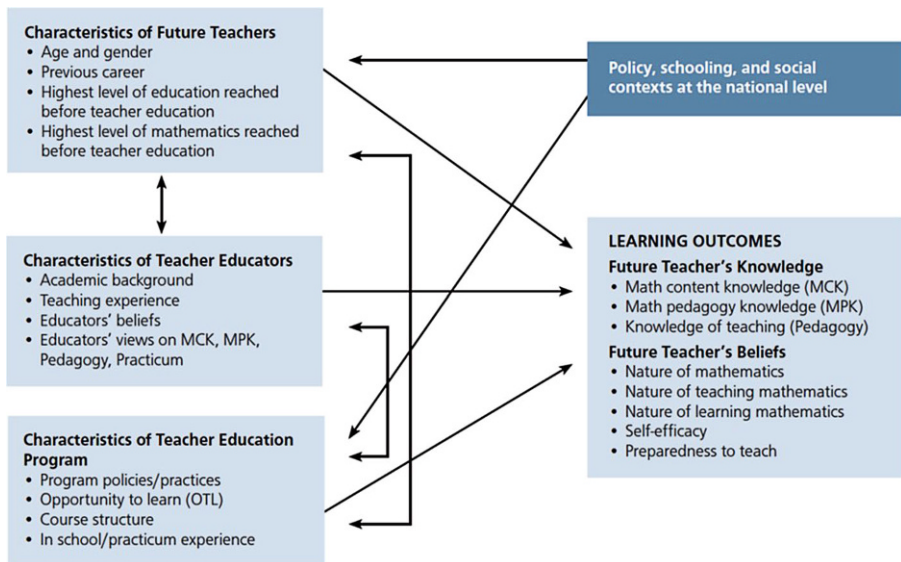 Characteristics of Future Teachers
• Age and gender
• Previous career
• Highest level of education reached
before teacher education
• Highest level of mathematics reached
before teacher education
Policy, schooling, and social
contexts at the national level
Characteristics of Teacher Educators
• Academic background
• Teaching experience
• Educators’ beliefs
• Educators’ views on MCK, MPK,
Pedagogy, Practicum
LEARNING OUTCOMES
Future Teacher’s Knowledge
• Math content knowledge (MCK)
• Math pedagogy knowledge (MPK)
• Knowledge of teaching (Pedagogy)
Future Teacher’s Beliefs
• Nature of mathematics
• Nature of teaching mathematics
• Nature of learning mathematics
• Self-efficacy
• Preparedness to teach
Characteristics of Teacher Education
Program
• Program policies/practices
• Opportunity to learn (OTL)
• Course structure
• In school/practicum experience